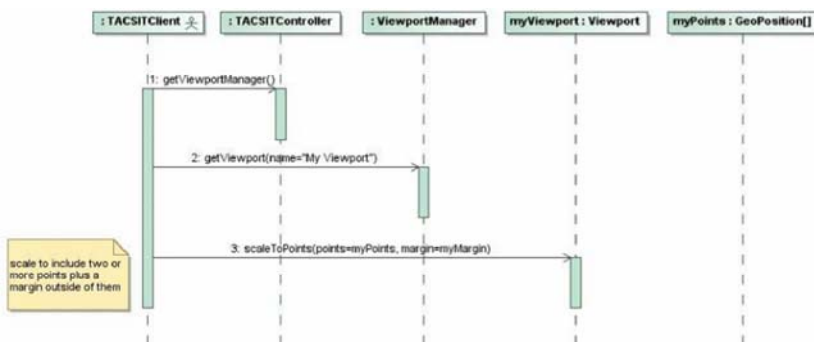 : TACSITClient
: TACSITController
: ViewportManager
myViewport : Viewport
myPoints : GeoPosition[]
1: getViewportManager()
2: getViewport(name="My Viewport")
3: scaleToPoints(points=myPoints, margin=myMargin)
scale to include two or
more points plus a
margin outside of them